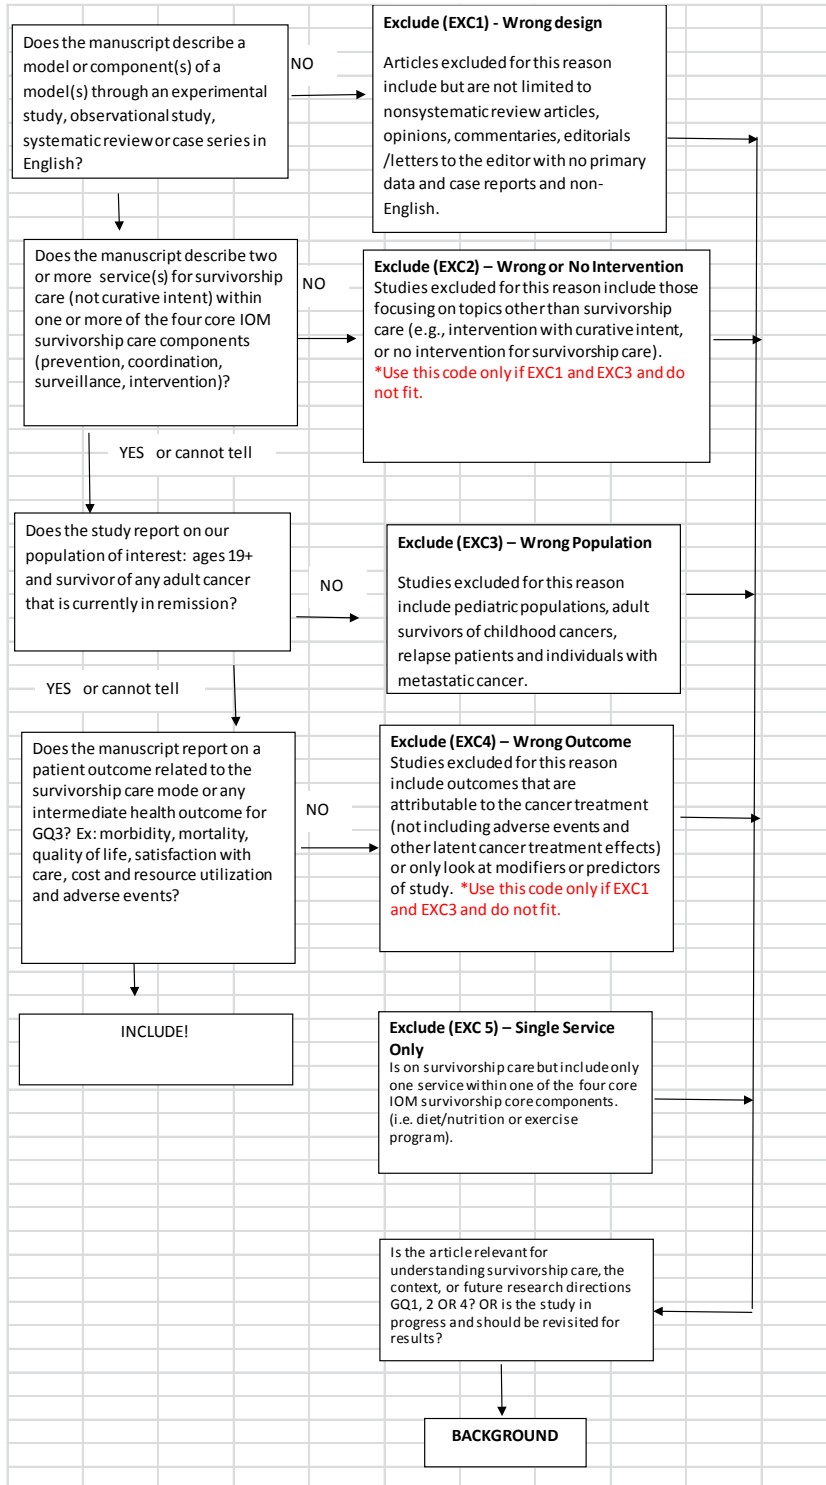 Does the manuscript describe a
model or component(s) of a
model(s) through an experimental
study, observational study,
systematic review or case series in
English?
NO
Exclude (EXC1) - Wrong design
Articles excluded for this reason
include but are not limited to
nonsystematic review articles,
opinions, commentaries, editorials
/letters to the editor with no primary
data and case reports and non-
English.
Does the manuscript describe two
or more service(s) for survivorship
care (not curative intent) within
one or more of the four core IOM
survivorship care components
(prevention, coordination,
surveillance, intervention)?
NO
Exclude (EXC2) – Wrong or No Intervention
Studies excluded for this reason include those
focusing on topics other than survivorship
care (e.g., intervention with curative intent,
or no intervention for survivorship care).
*Use this code only if EXC1 and EXC3 and do
not fit.
YES or cannot tell
Does the study report on our
population of interest: ages 19+
and survivor of any adult cancer
that is currently in remission?
NO
Exclude (EXC3) – Wrong Population
Studies excluded for this reason
include pediatric populations, adult
survivors of childhood cancers,
relapse patients and individuals with
metastatic cancer.
YES or cannot tell
Does the manuscript report on a
patient outcome related to the
survivorship care mode or any
intermediate health outcome for
GQ3? Ex: morbidity, mortality,
quality of life, satisfaction with
care, cost and resource utilization
and adverse events?
NO
Exclude (EXC4) – Wrong Outcome
Studies excluded for this reason
include outcomes that are
attributable to the cancer treatment
(not including adverse events and
other latent cancer treatment effects)
or only look at modifiers or predictors
of study. *Use this code only if EXC1
and EXC3 and do not fit.
INCLUDE!
Exclude (EXC 5) – Single Service
Only
Is on survivorship care but include only
one service within one of the four core
IOM survivorship core components.
(i.e. diet/nutrition or exercise
program).
Is the article relevant for
understanding survivorship care, the
context, or future research directions
GQ1, 2 OR 4? OR is the study in
progress and should be revisited for
results?
BACKGROUND